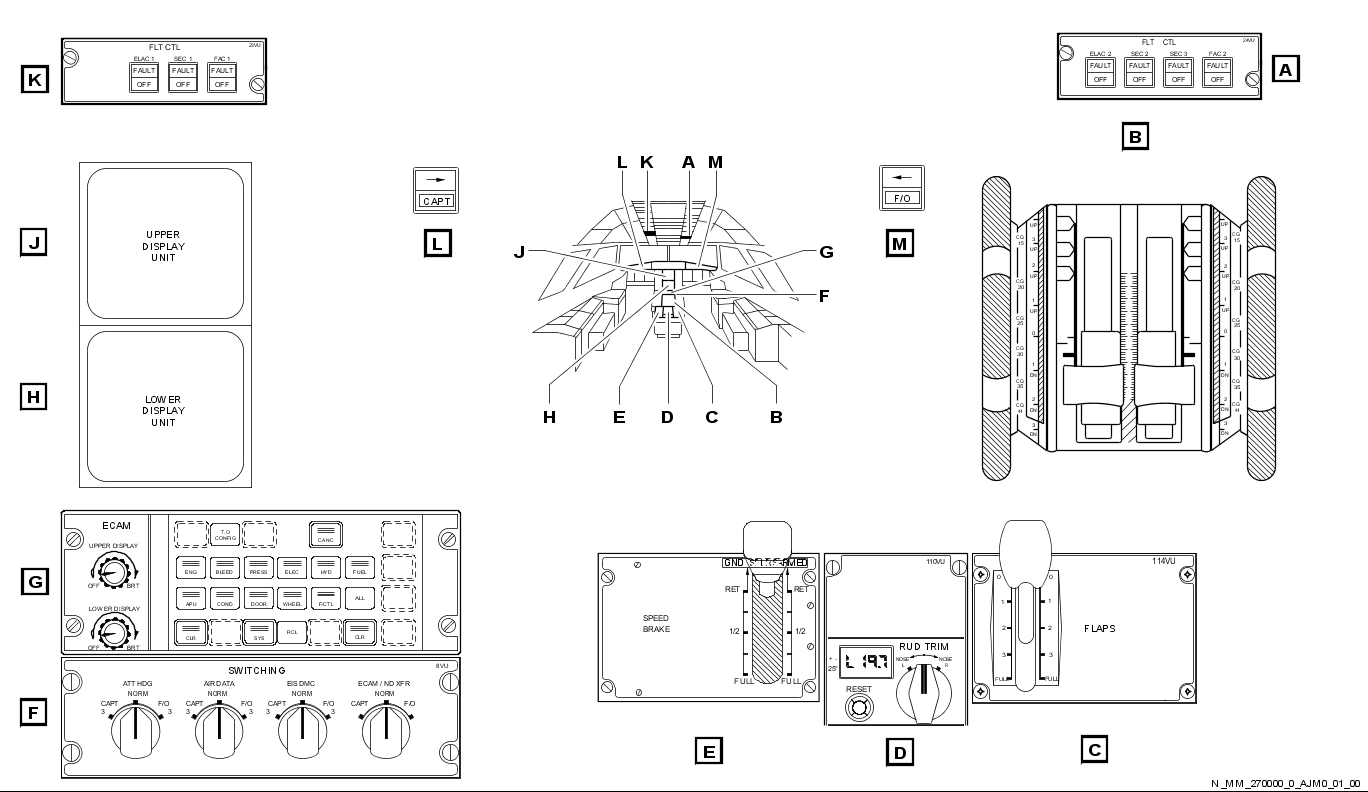 FLT CTL
23VU
ELAC 1 SEC 1 FAC 1
FAULT FAULT FAULT
OFF OFF OFF
K
FLT CTL
24VU
ELAC 2 SEC 2 SEC 3 FAC 2
FAULT FAULT FAULT FAULT
OFF OFF OFF OFF
A
B
UPPER
DISPLAY
UNIT
J
LOWER
DISPLAY
UNIT
H
CAPT
L
L K A M
J G
F
H E D C B
F/O
M
UP
CG
15
3
UP
2
UP
CG
20
1
UP
CG
25
0
CG
30
1
DN
CG
35
2
DN
CG
41
3
DN
UP
CG
15
3
UP
2
UP
CG
20
1
UP
CG
25
0
CG
30
1
DN
CG
35
2
DN
CG
41
3
DN
ECAM
UPPER DISPLAY
OFF BRT
LOWER DISPLAY
OFF BRT
T.O
CONFIG
CANC
ENG BLEED PRESS ELEC HYD FUEL
APU COND DOOR WHEEL F/CTL ALL
CLR SYS RCL CLR
G
SWITCHING
8VU
ATT HDG AIR DATA EIS DMC ECAM / ND XFR
NORM NORM NORM NORM
CAPT F/O CAPT F/O CAPT F/O CAPT F/O
3 3 3 3 3 3
F
SPEED
BRAKE
GND
RET RET
1/2 1/2
FULL FULL
E
110VU
RUD TRIM
+ -
25°
L 19.7
NOSE
L
NOSE
R
RESET
D
114VU
0 0
1 1
2 2
3 3
FULL FULL
FLAPS
C
N_MM_270000_0_AJM0_01_00